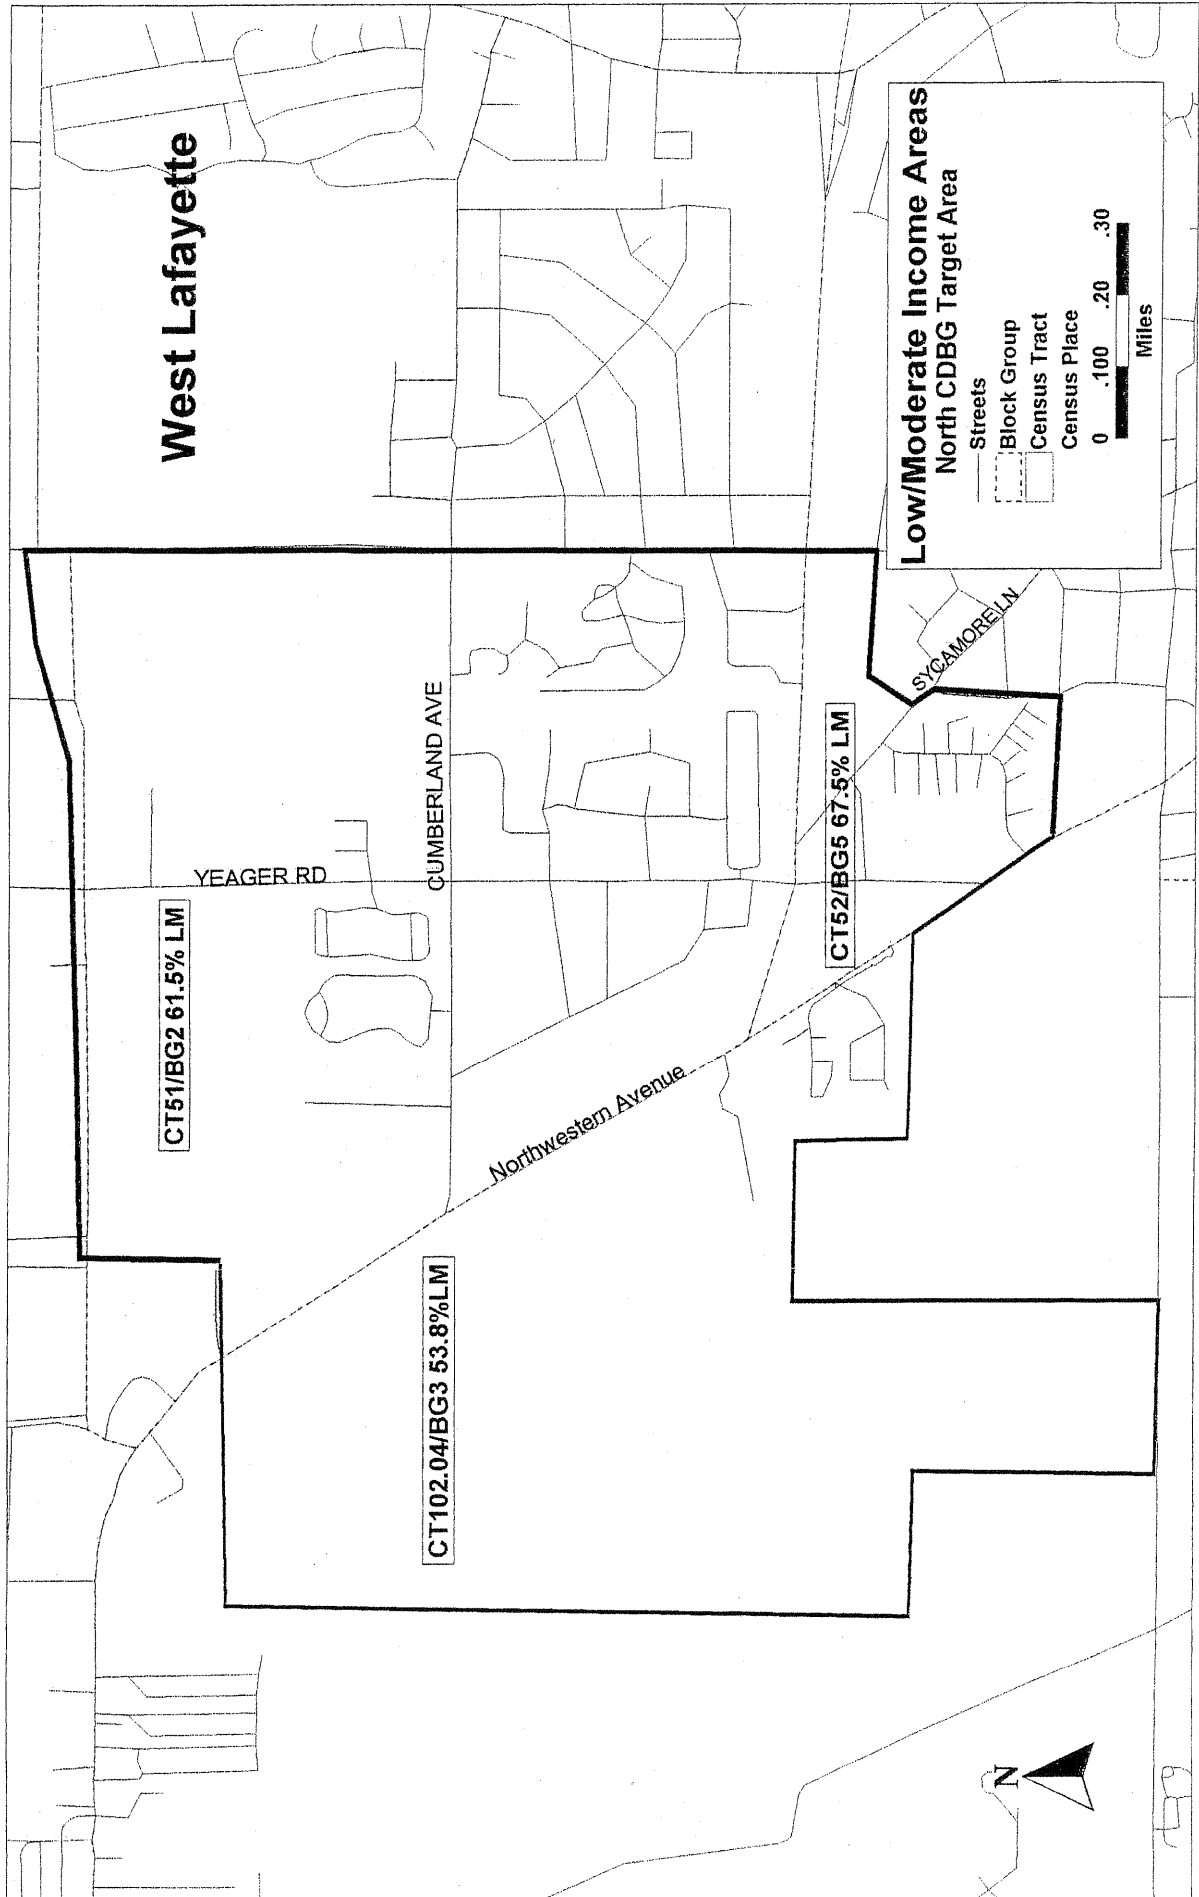 West Lafayette
CT51/BG2 61.5% LM
YEAGER RD
CUMBERLAND AVE
Northwestern Avenue
CT102.04/BG3 53.8%LM
CT52/BG5 67.5% LM
SYCAMORE LN
Low/Moderate Income Areas
North CDBG Target Area
Streets
Block Group
Census Tract
Census Place
0 .100 .20 .30
Miles
N